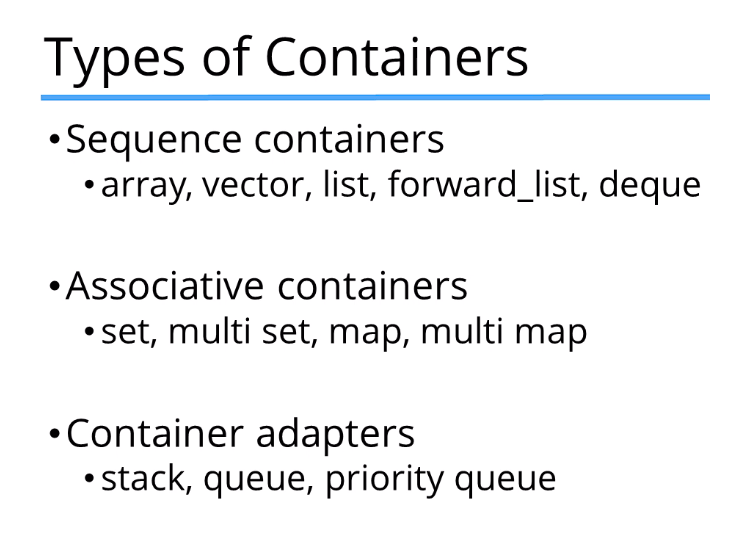 Types of Containers
•Sequence containers
•array, vector, list, forward_list, deque
•Associative containers
•set, multi set, map, multi map
•Container adapters
•stack, queue, priority queue